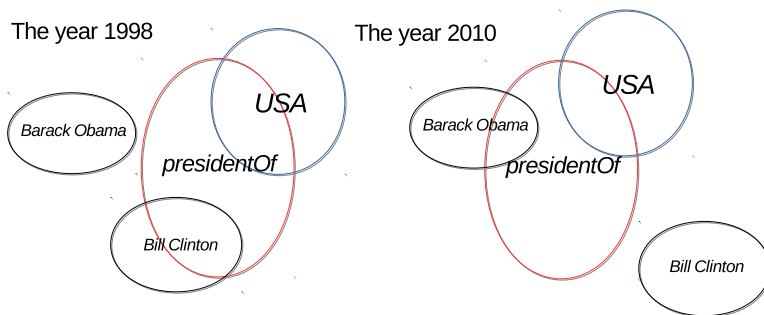 The year 1998
USA
Barack Obama
presidentOf
Bill Clinton
The year 2010
USA
Barack Obama
presidentOf
Bill Clinton